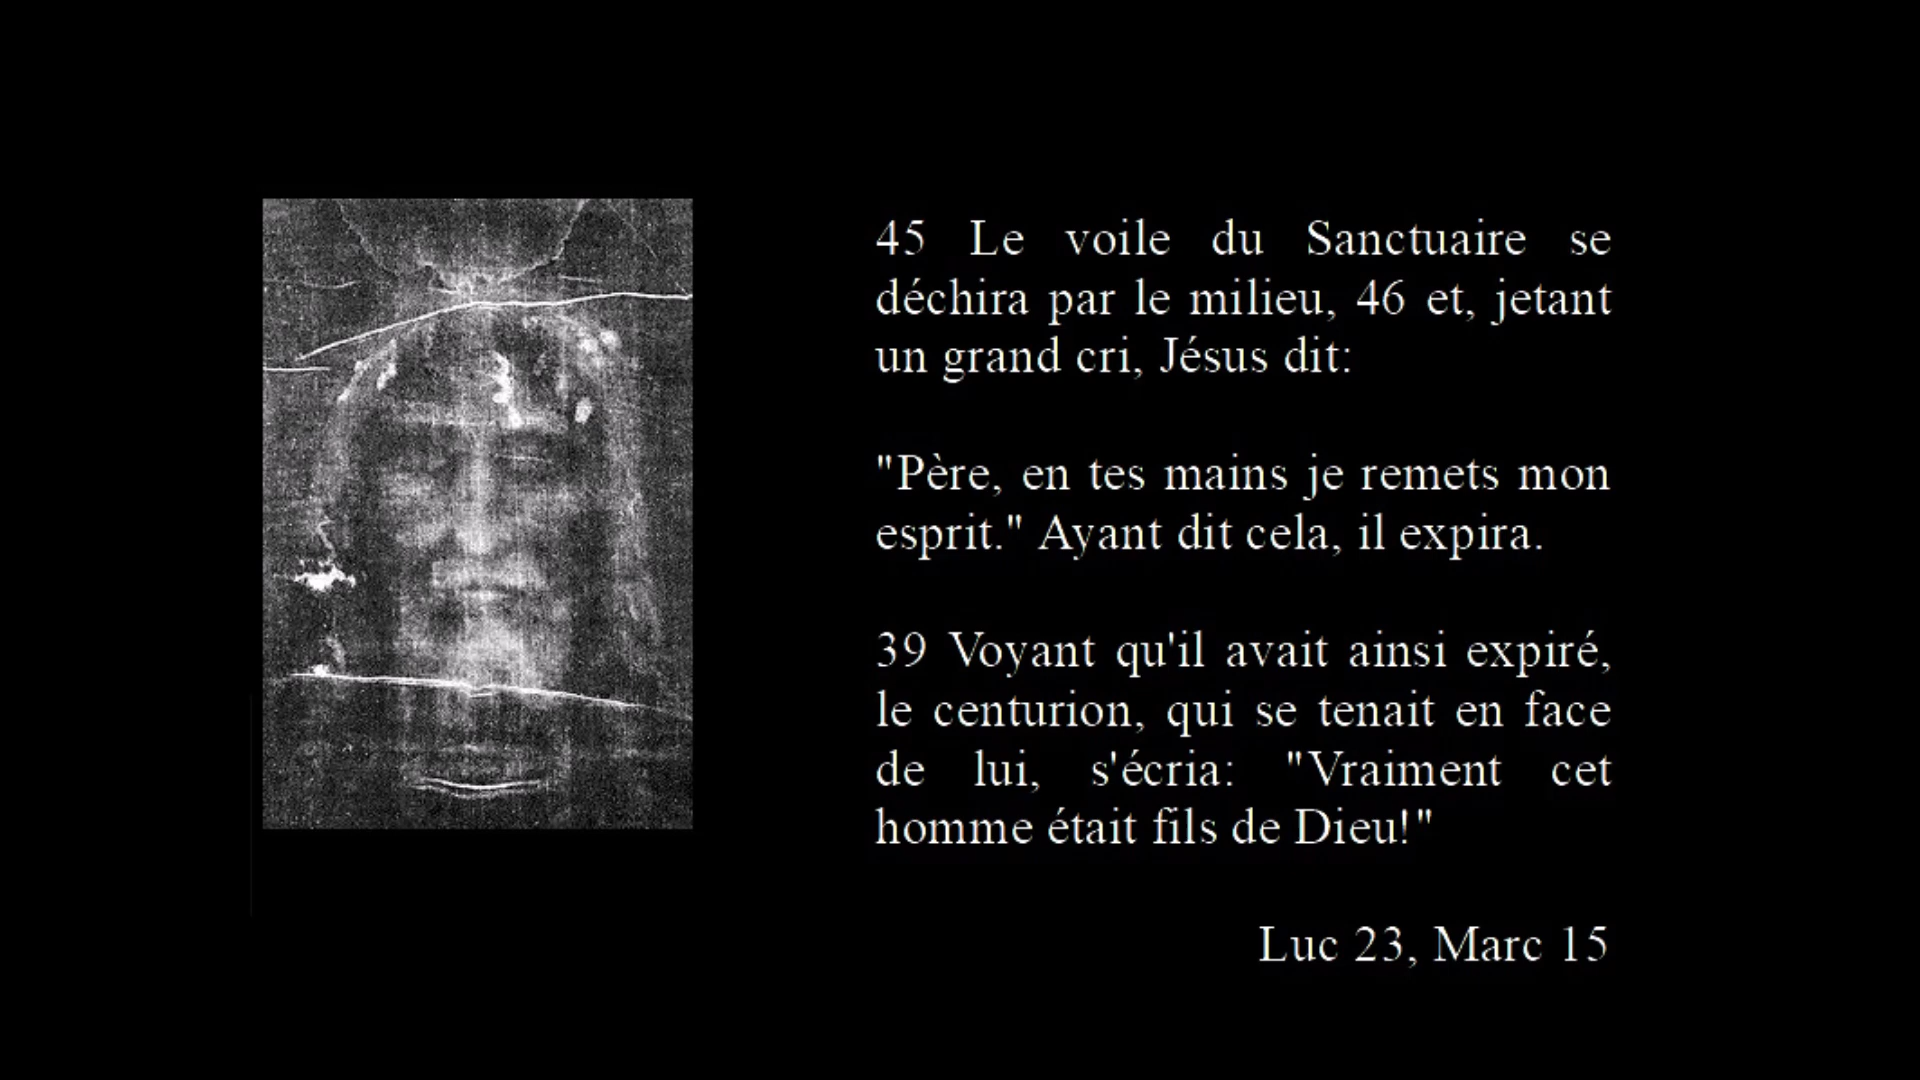 45 Le voile du Sanctuaire se
déchira par le milieu, 46 et, jetant
un grand cri, Jésus dit:
"Père, en tes mains je remets mon
esprit." Ayant dit cela, il expira.
39 Voyant qu'il avait ainsi expiré,
le centurion, qui se tenait en face
de lui, s'écria: "Vraiment cet
homme était fils de Dieu!"
Luc 23, Marc 15